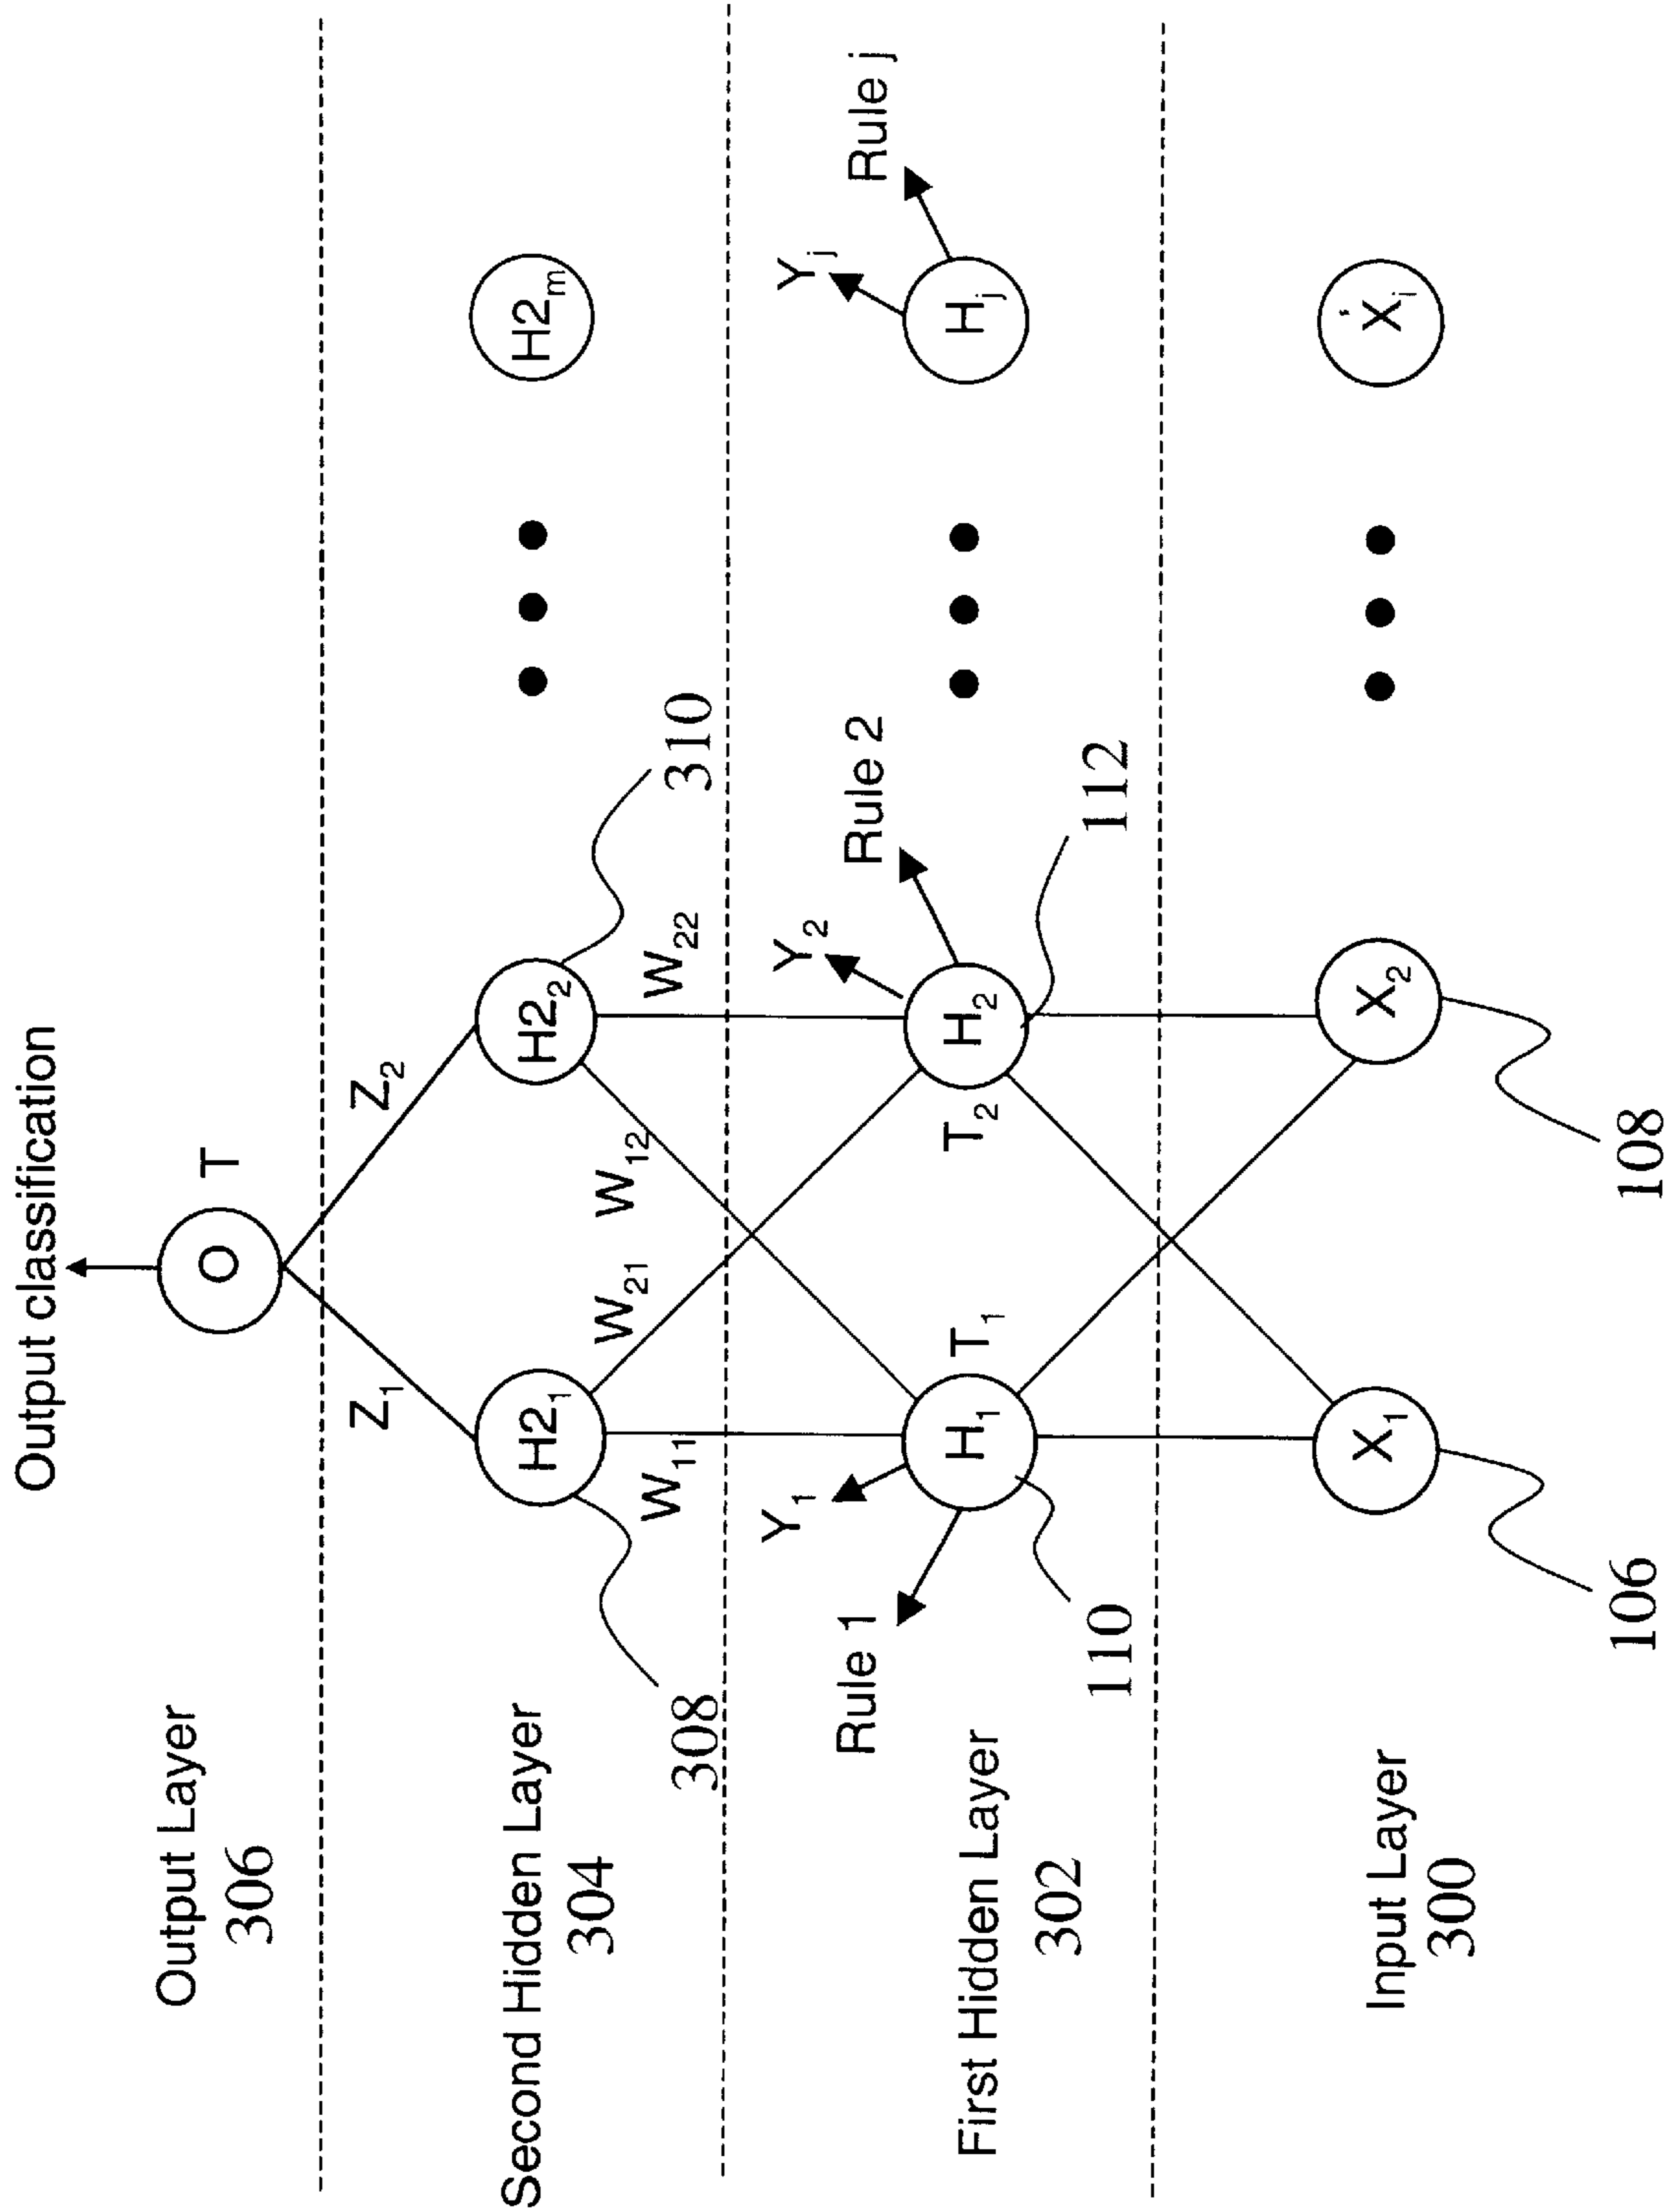 Output classification
O
T
Output Layer
306
Z1
Z2
Second Hidden Layer
304
H2₁
H2₂
H2ₘ
308
310
W₁₁
W₂₁
W₁₂
W₂₂
First Hidden Layer
302
Rule 1
Y₁
H₁
T₁
110
Y₂
Rule 2
T₂
H₂
112
Yⱼ
Rule j
Hⱼ
Input Layer
300
X₁
106
X₂
108
Xᵢ